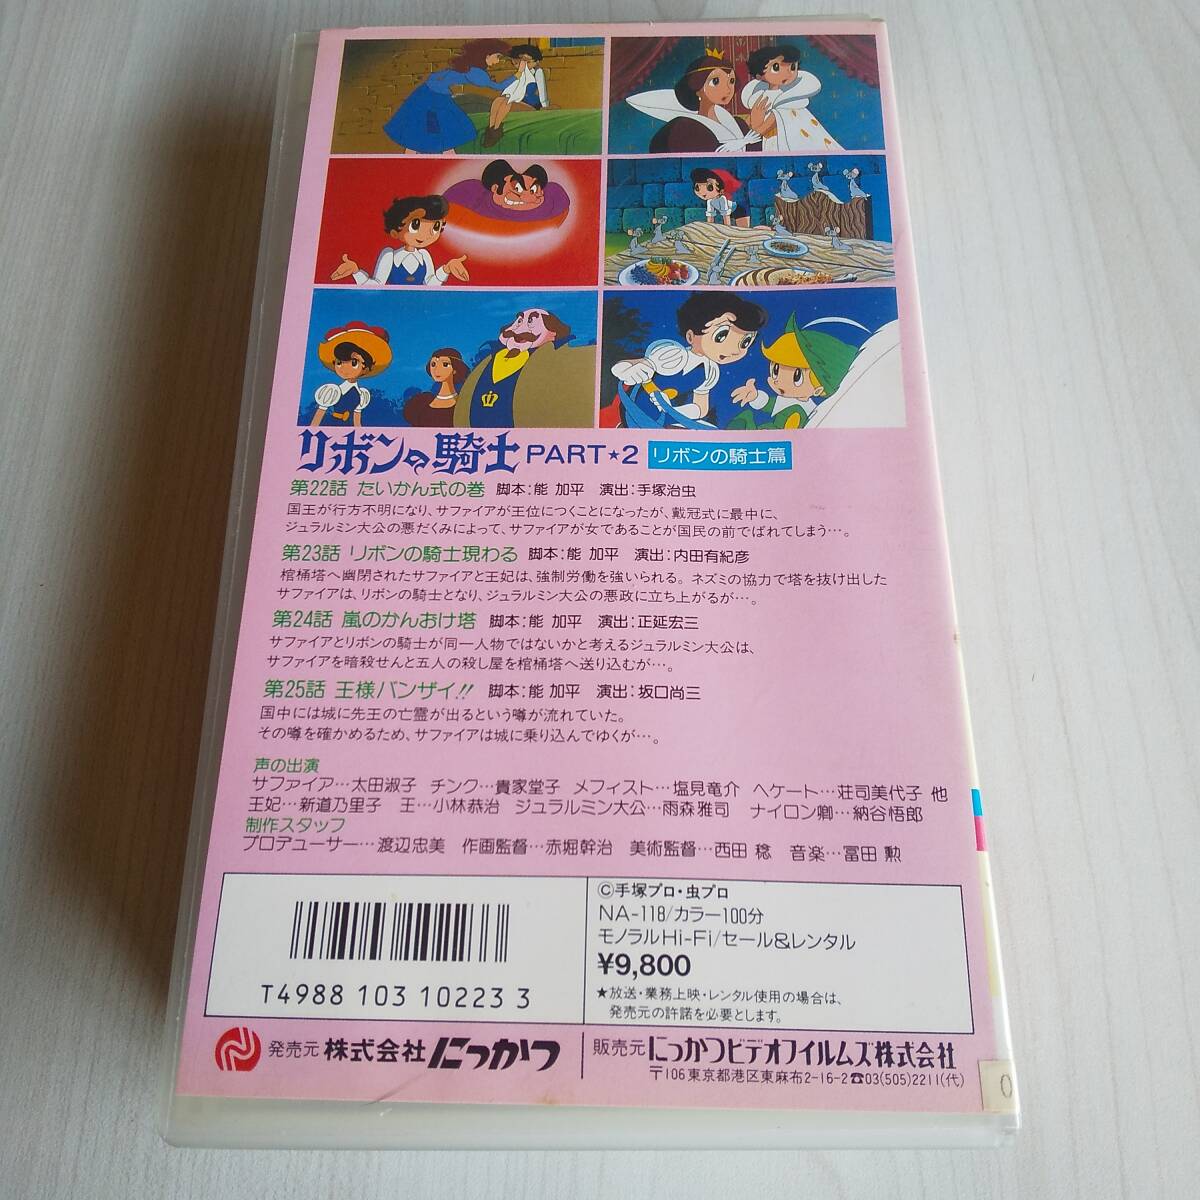 リボンの騎士 PART★2 リボンの騎士篇
第22話 たいかん式の巻 脚本:能 加平 演出:手塚治虫
国王が行方不明になり、サファイアが王位につくことになったが、戴冠式に最中に、
ジュラルミン大公の悪だくみによって、サファイアが女であることが国民の前でばれてしまう…。
第23話 リボンの騎士現わる 脚本:能 加平 演出:内田有紀彦
棺桶塔へ幽閉されたサファイアと王妃は、強制労働を強いられる。ネズミの協力で塔を抜け出した
サファイアは、リボンの騎士となり、ジュラルミン大公の悪政に立ち上がるが…。
第24話 嵐のかんおけ塔 脚本:能 加平 演出:正延宏三
サファイアとリボンの騎士が同一人物ではないかと考えるジュラルミン大公は、
サファイアを暗殺せんと五人の殺し屋を棺桶塔へ送り込むが…。
第25話 王様バンザイ!! 脚本:能 加平 演出:坂口尚三
国中には城に先王の亡霊が出るという噂が流れていた。
その噂を確かめるため、サファイアは城に乗り込んでゆくが…。
声の出演
サファイア…太田淑子 チンク…貴家堂子 メフィスト…塩見竜介 ヘケート…荘司美代子 他
王妃…新道乃里子 王…小林恭治 ジュラルミン大公…雨森雅司 ナイロン卿…納谷悟郎
制作スタッフ
プロデューサー…渡辺忠美 作画監督…赤堀幹治 美術監督…西田 稔 音楽…冨田 勲
T4988 103 10223 3
©手塚プロ・虫プロ
NA-118/カラー100分
モノラルHi-Fi/セール&レンタル
¥9,800
★放送・業務上映・レンタル使用の場合は、
発売元の許諾を必要とします。
発売元 株式会社にっかつ
販売元 にっかつビデオフイルムズ株式会社
〒106東京都港区東麻布2-16-2☎03(505)2211(代)
0